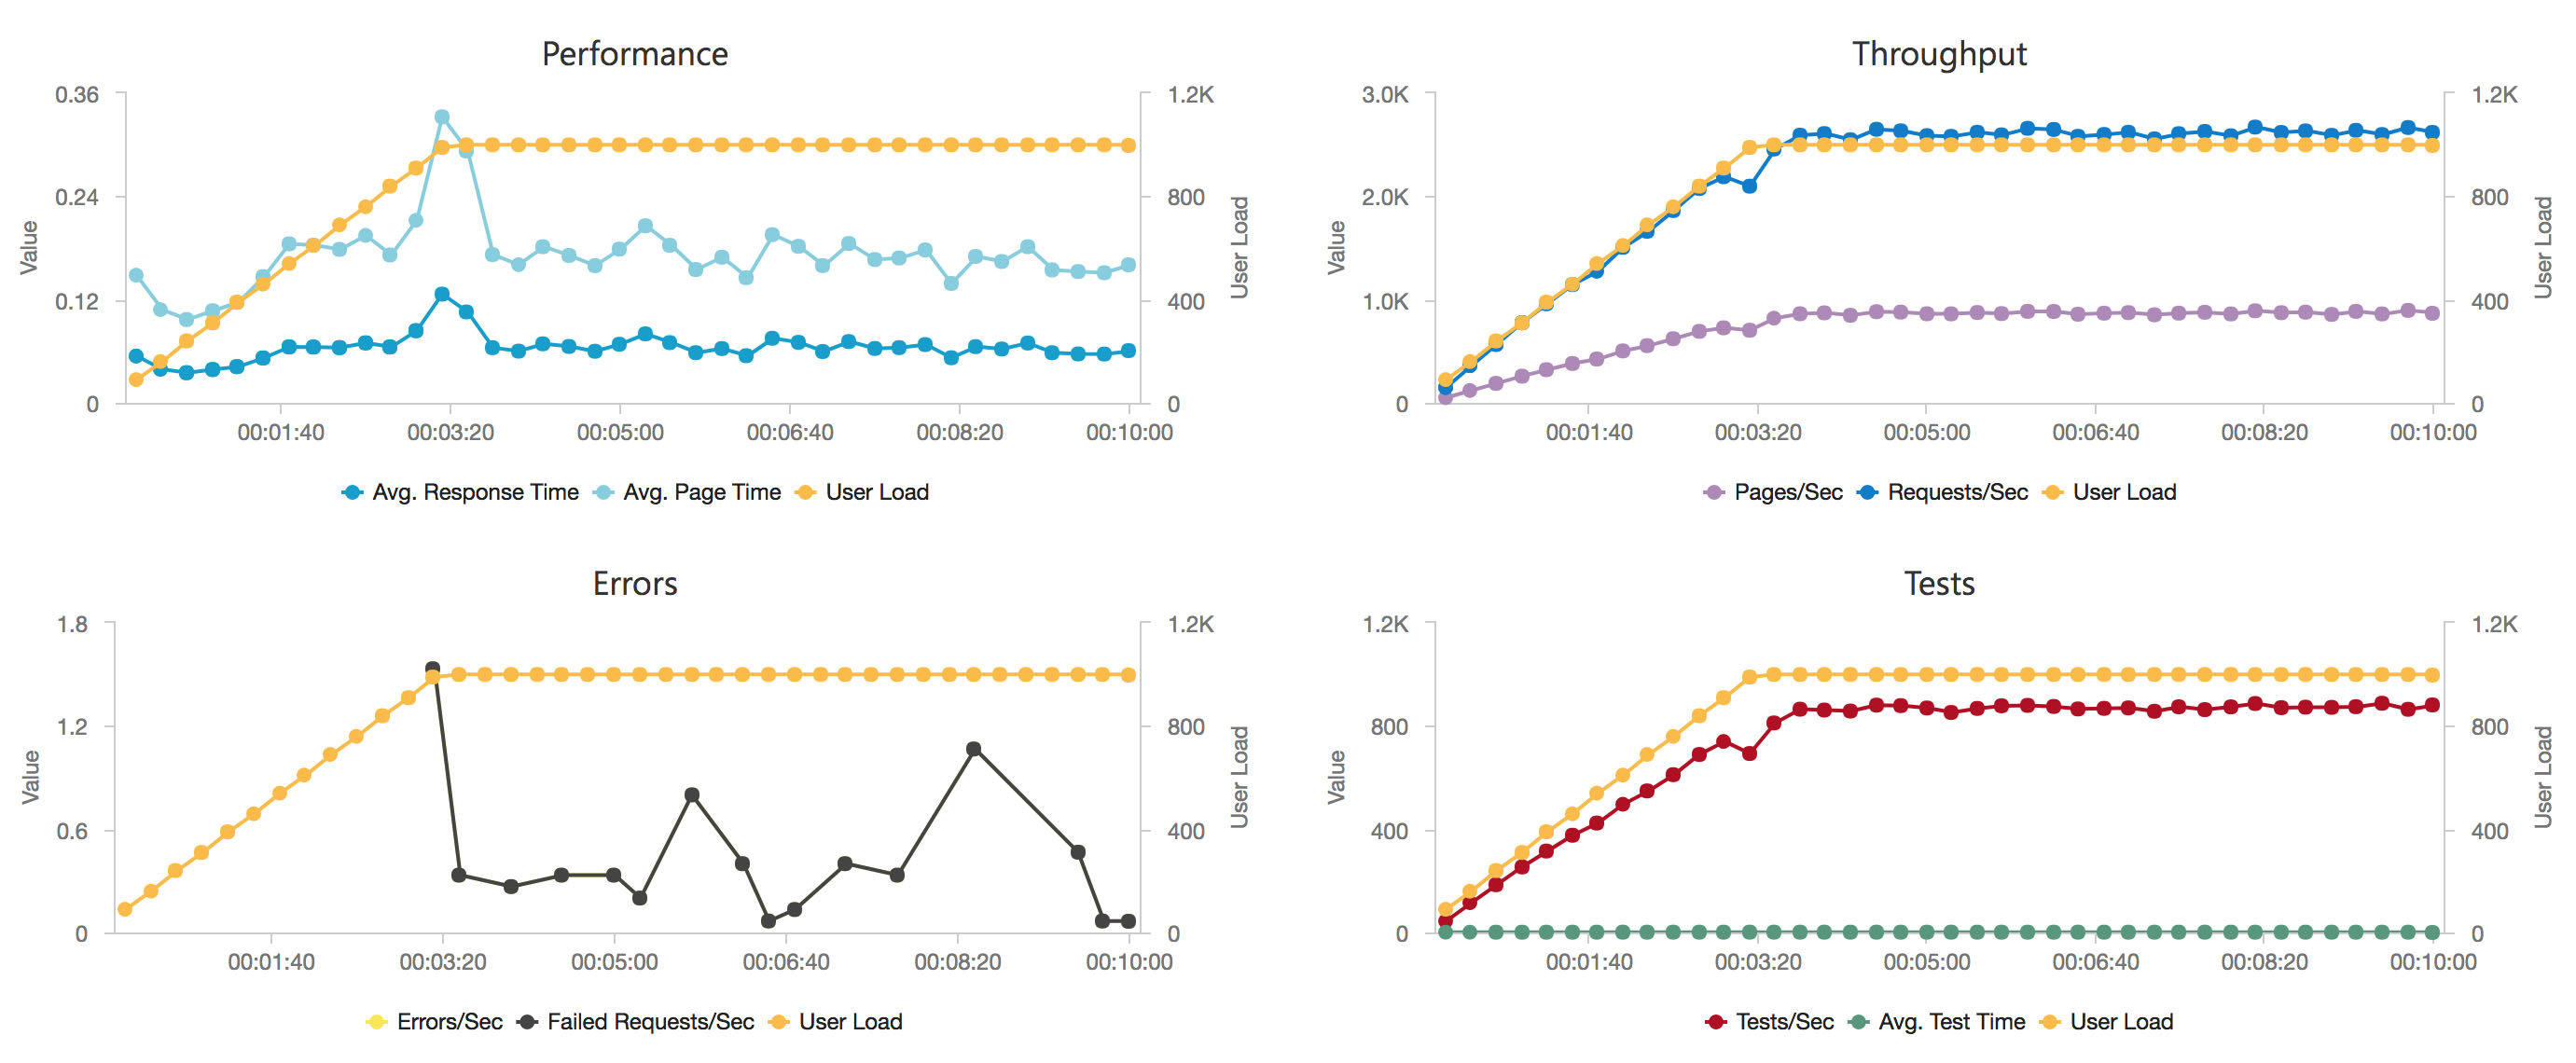 Performance
0.36
0.24
0.12
0
Value
1.2K
800
400
0
User Load
00:01:40 00:03:20 00:05:00 00:06:40 00:08:20 00:10:00
Avg. Response Time Avg. Page Time User Load
Throughput
3.0K
2.0K
1.0K
0
Value
1.2K
800
400
0
User Load
00:01:40 00:03:20 00:05:00 00:06:40 00:08:20 00:10:00
Pages/Sec Requests/Sec User Load
Errors
1.8
1.2
0.6
0
Value
1.2K
800
400
0
User Load
00:01:40 00:03:20 00:05:00 00:06:40 00:08:20 00:10:00
Errors/Sec Failed Requests/Sec User Load
Tests
1.2K
800
400
0
Value
1.2K
800
400
0
User Load
00:01:40 00:03:20 00:05:00 00:06:40 00:08:20 00:10:00
Tests/Sec Avg. Test Time User Load